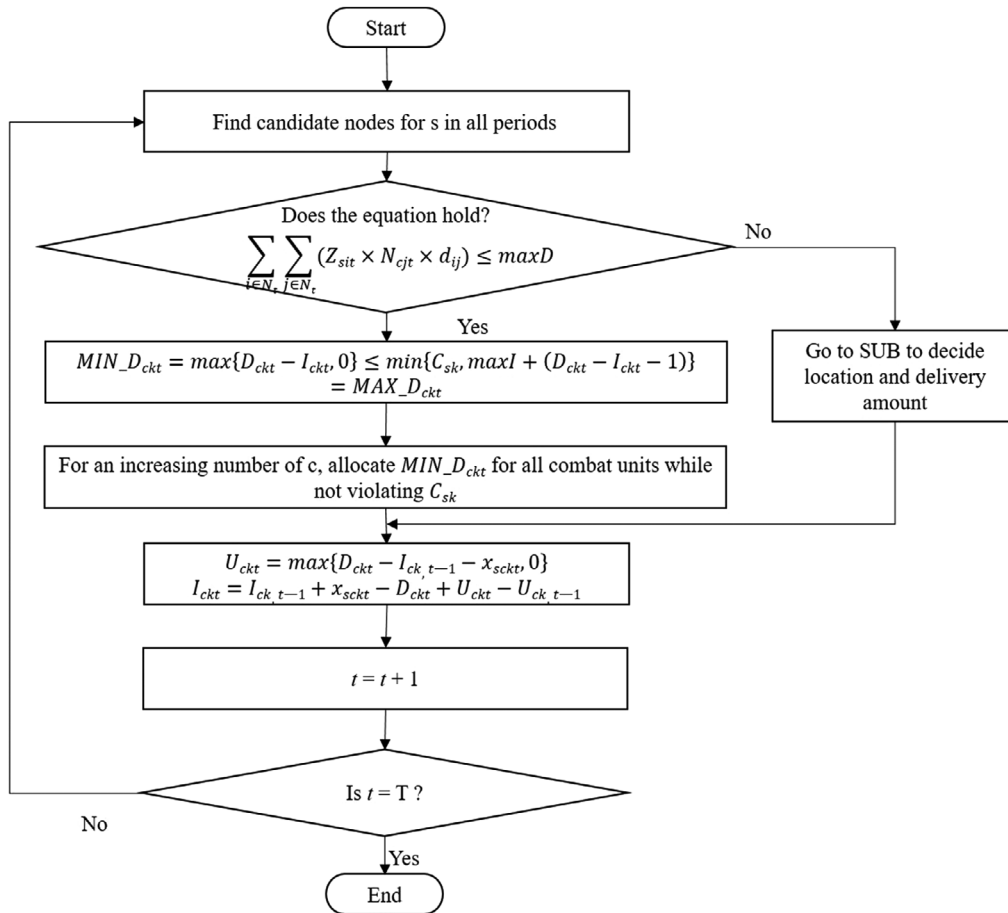 Start
Find candidate nodes for s in all periods
Does the equation hold?
∑_{i∈N_t} ∑_{j∈N_t} (Z_{sit} × N_{cjt} × d_{ij}) ≤ maxD
No
Yes
MIN_D_{ckt} = max{D_{ckt} − I_{ckt}, 0} ≤ min{C_{sk}, maxI + (D_{ckt} − I_{ckt} − 1)}
= MAX_D_{ckt}
Go to SUB to decide
location and delivery
amount
For an increasing number of c, allocate MIN_D_{ckt} for all combat units while
not violating C_{sk}
U_{ckt} = max{D_{ckt} − I_{ck,t−1} − x_{sckt}, 0}
I_{ckt} = I_{ck,t−1} + x_{sckt} − D_{ckt} + U_{ckt} − U_{ck,t−1}
t = t + 1
Is t = T ?
No
Yes
End